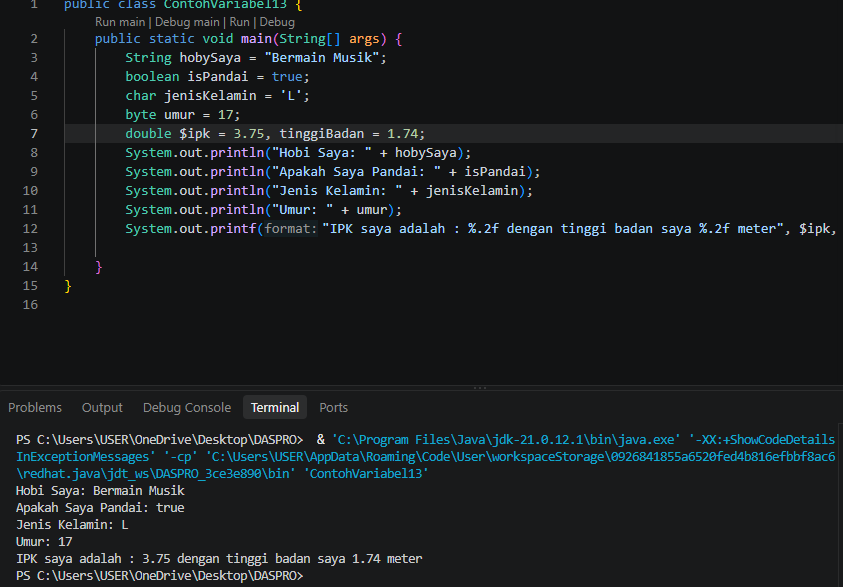 1 public class ContohVariabel13 {
Run main | Debug main | Run | Debug
2 public static void main(String[] args) {
3 String hobySaya = "Bermain Musik";
4 boolean isPandai = true;
5 char jenisKelamin = 'L';
6 byte umur = 17;
7 double $ipk = 3.75, tinggiBadan = 1.74;
8 System.out.println("Hobi Saya: " + hobySaya);
9 System.out.println("Apakah Saya Pandai: " + isPandai);
10 System.out.println("Jenis Kelamin: " + jenisKelamin);
11 System.out.println("Umur: " + umur);
12 System.out.printf(format: "IPK saya adalah : %.2f dengan tinggi badan saya %.2f meter", $ipk,
13
14 }
15 }
16
Problems Output Debug Console Terminal Ports
PS C:\Users\USER\OneDrive\Desktop\DASPRO> & 'C:\Program Files\Java\jdk-21.0.12.1\bin\java.exe' '-XX:+ShowCodeDetails
InExceptionMessages' '-cp' 'C:\Users\USER\AppData\Roaming\Code\User\workspaceStorage\0926841855a6520fed4b816efbbf8ac6
\redhat.java\jdt_ws\DASPRO_3ce3e890\bin' 'ContohVariabel13'
Hobi Saya: Bermain Musik
Apakah Saya Pandai: true
Jenis Kelamin: L
Umur: 17
IPK saya adalah : 3.75 dengan tinggi badan saya 1.74 meter
PS C:\Users\USER\OneDrive\Desktop\DASPRO>